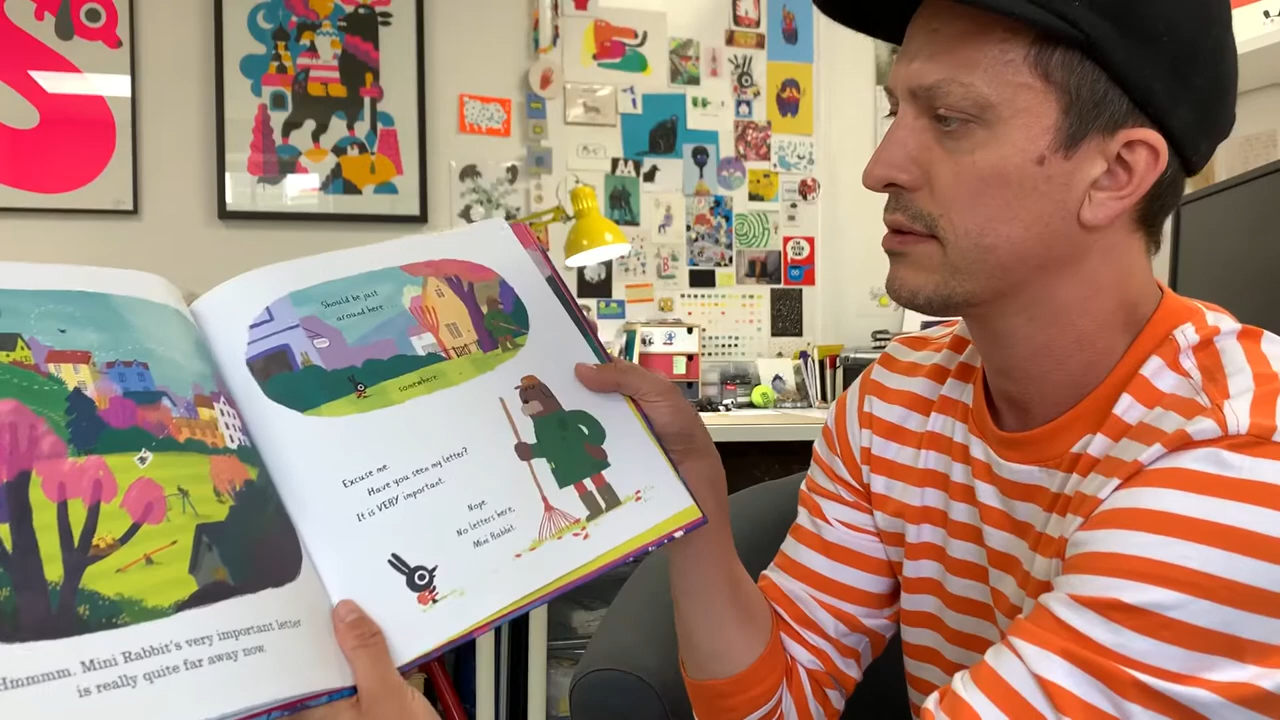 Hmmmm. Mini Rabbit's very important letter
is really quite far away now.
Should be just
around here . . .
somewhere.
Excuse me.
Have you seen my letter?
It is VERY important.
Nope.
No letters here,
Mini Rabbit.
B